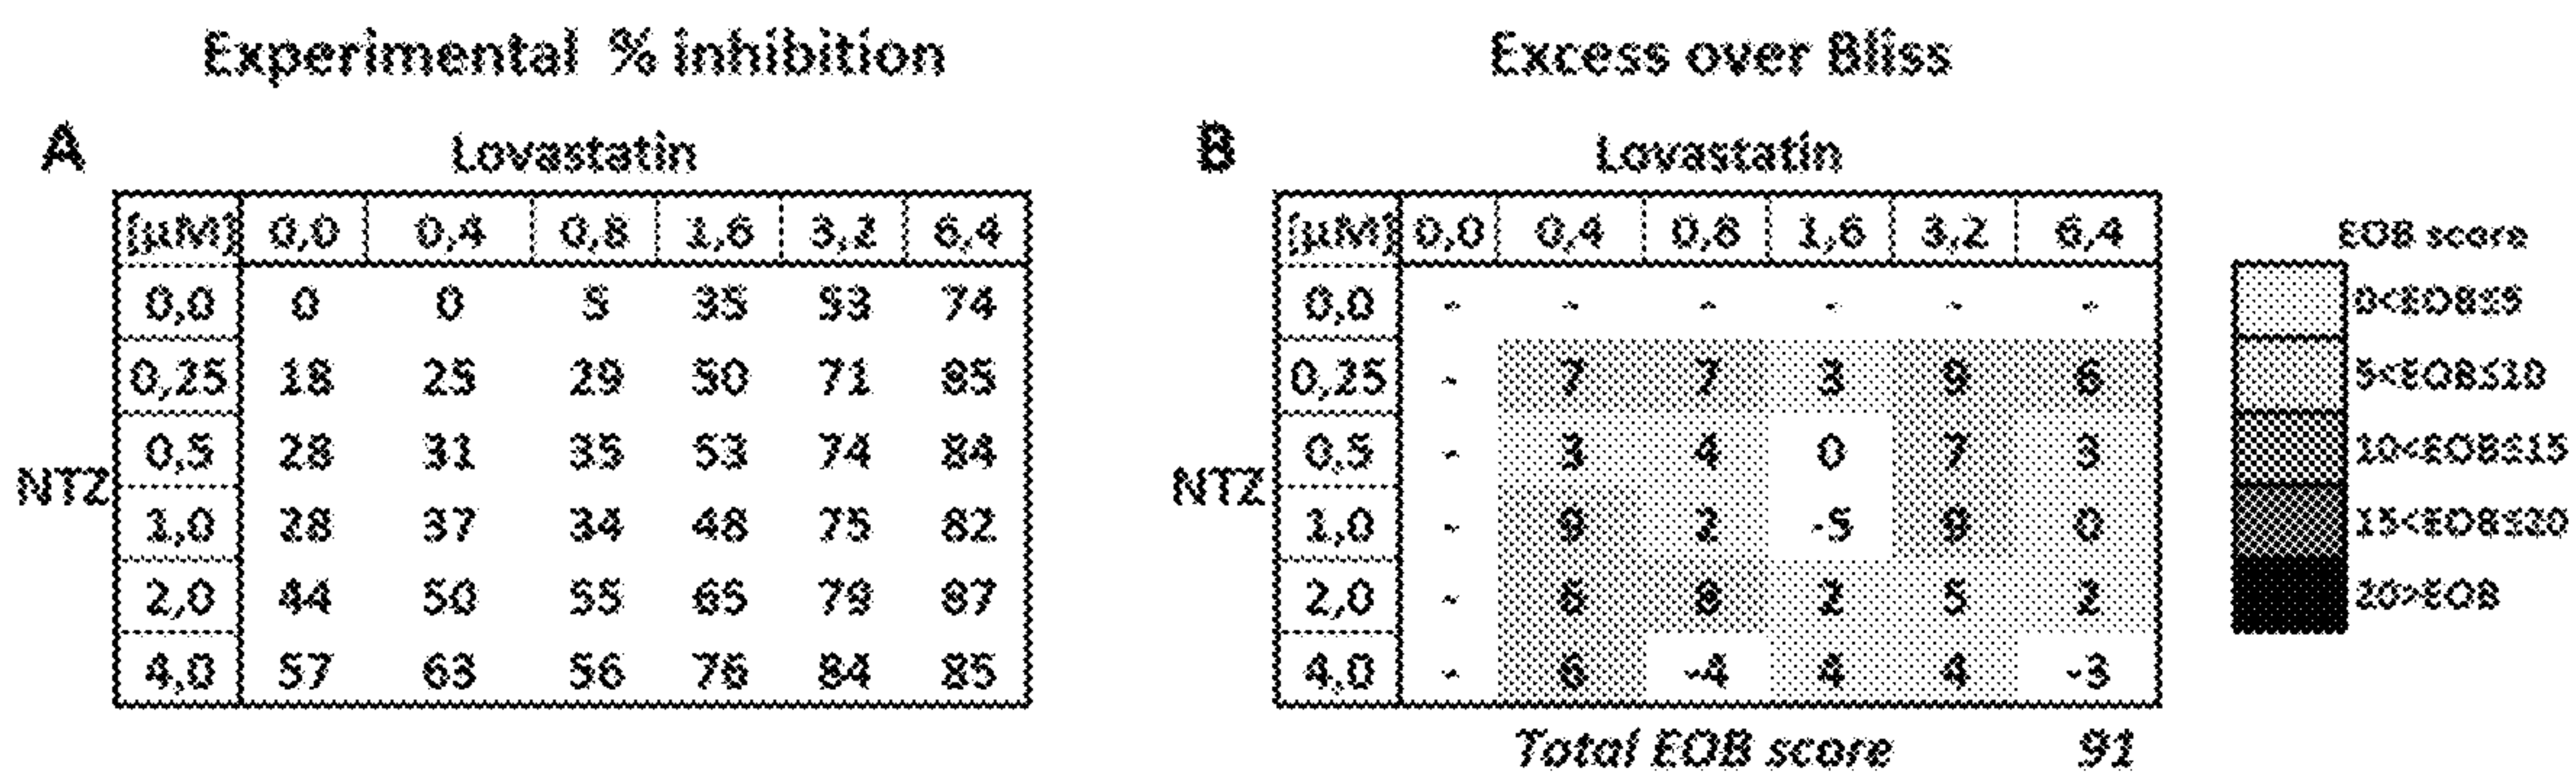 Experimental % inhibition
Excess over Bliss
A
Lovastatin
[µM] 0,0 0,4 0,8 1,6 3,2 6,4
0,0 0 0 5 35 53 74
0,25 18 25 29 50 71 85
0,5 28 31 35 53 74 84
NTZ
1,0 28 37 34 48 75 82
2,0 44 50 55 65 79 87
4,0 57 63 56 76 84 85
B
Lovastatin
[µM] 0,0 0,4 0,8 1,6 3,2 6,4
0,0 - - - - - -
0,25 - 7 7 3 9 6
0,5 - 3 4 0 7 3
NTZ
1,0 - 9 2 -5 9 0
2,0 - 6 8 2 5 2
4,0 - 6 -4 4 4 -3
Total EOB score 91
EOB score
0<EOB≤5
5<EOB≤10
10<EOB≤15
15<EOB≤20
20>EOB